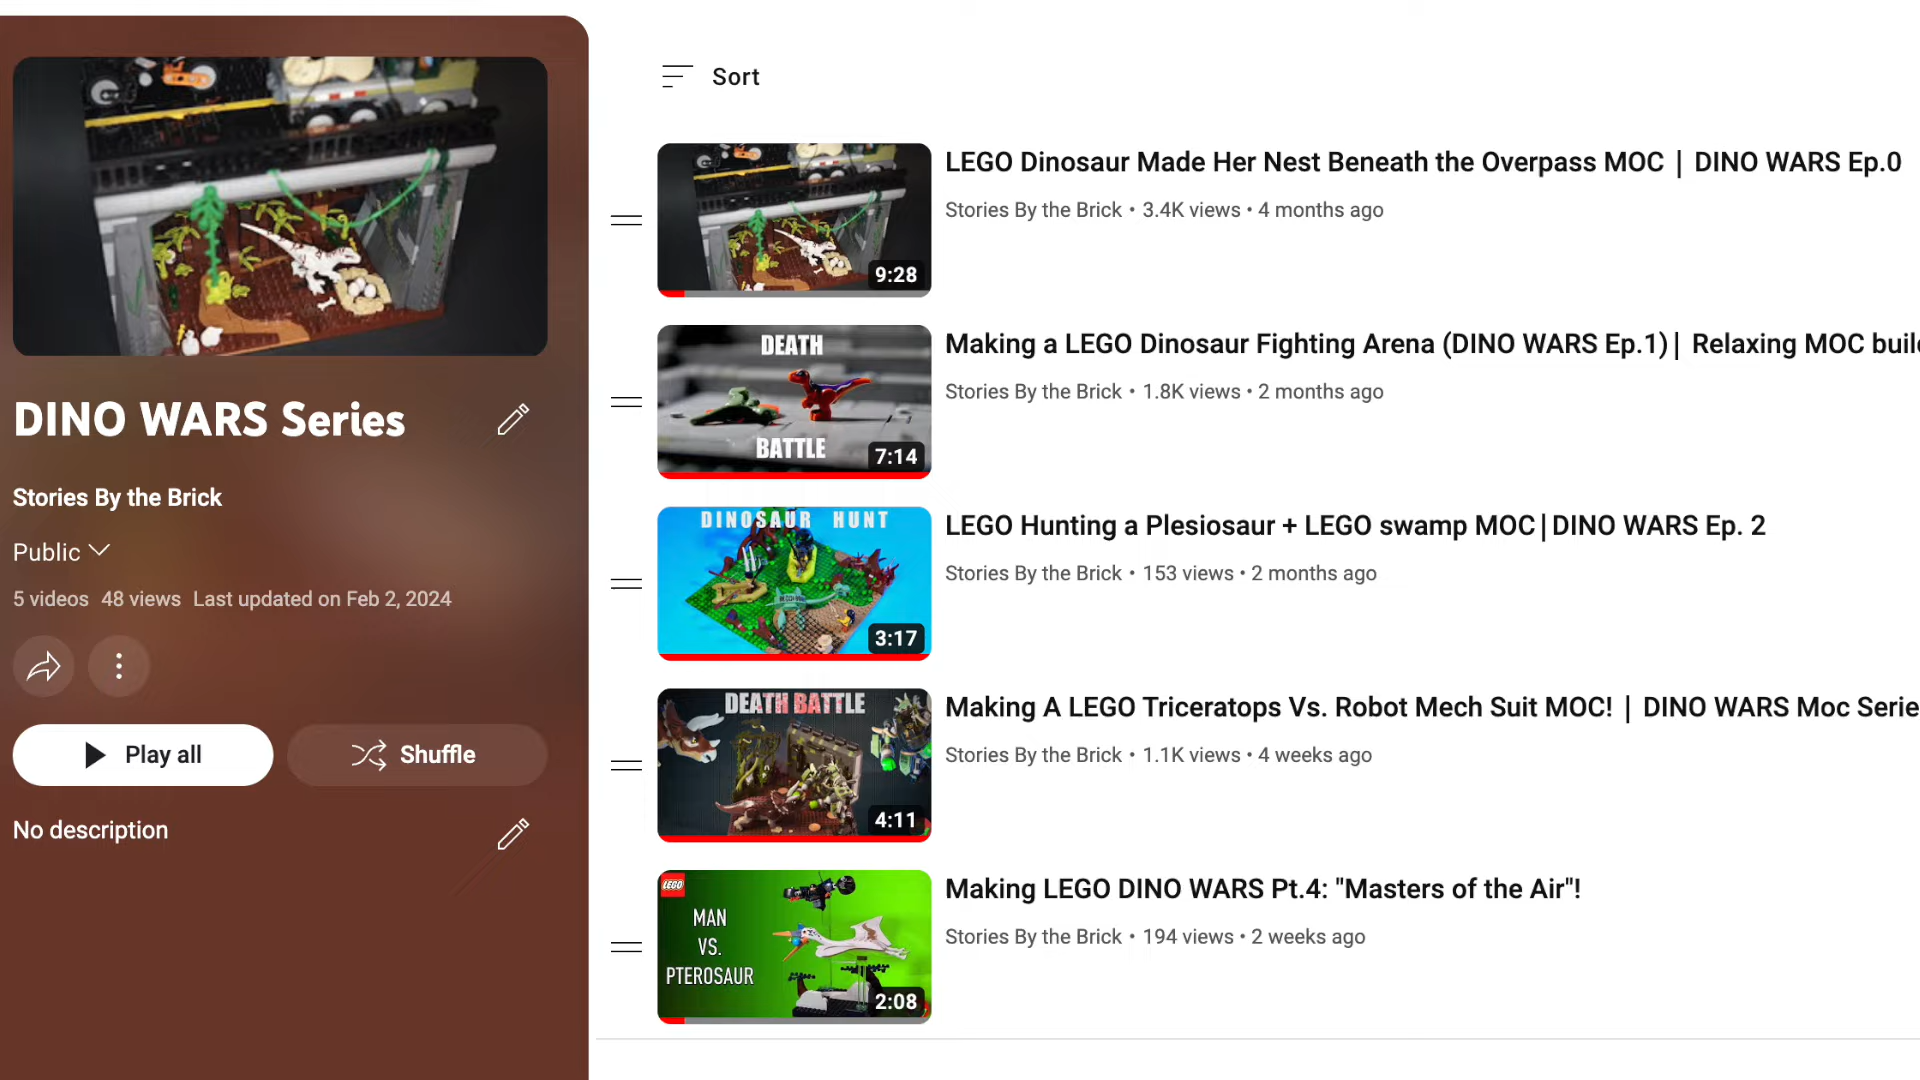 DINO WARS Series
Stories By the Brick
Public
5 videos 48 views Last updated on Feb 2, 2024
Play all
Shuffle
No description
Sort
9:28
LEGO Dinosaur Made Her Nest Beneath the Overpass MOC | DINO WARS Ep.0
Stories By the Brick • 3.4K views • 4 months ago
DEATH
BATTLE
7:14
Making a LEGO Dinosaur Fighting Arena (DINO WARS Ep.1)| Relaxing MOC buil
Stories By the Brick • 1.8K views • 2 months ago
DINOSAUR HUNT
3:17
LEGO Hunting a Plesiosaur + LEGO swamp MOC|DINO WARS Ep. 2
Stories By the Brick • 153 views • 2 months ago
DEATH BATTLE
4:11
Making A LEGO Triceratops Vs. Robot Mech Suit MOC! | DINO WARS Moc Serie
Stories By the Brick • 1.1K views • 4 weeks ago
LEGO
MAN
VS.
PTEROSAUR
2:08
Making LEGO DINO WARS Pt.4: "Masters of the Air"!
Stories By the Brick • 194 views • 2 weeks ago